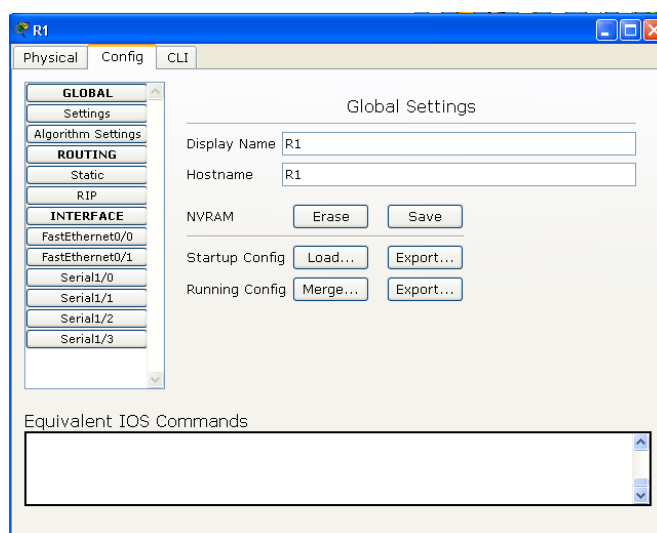 R1
Physical Config CLI
GLOBAL
Settings
Algorithm Settings
ROUTING
Static
RIP
INTERFACE
FastEthernet0/0
FastEthernet0/1
Serial1/0
Serial1/1
Serial1/2
Serial1/3
Global Settings
Display Name R1
Hostname R1
NVRAM Erase Save
Startup Config Load... Export...
Running Config Merge... Export...
Equivalent IOS Commands